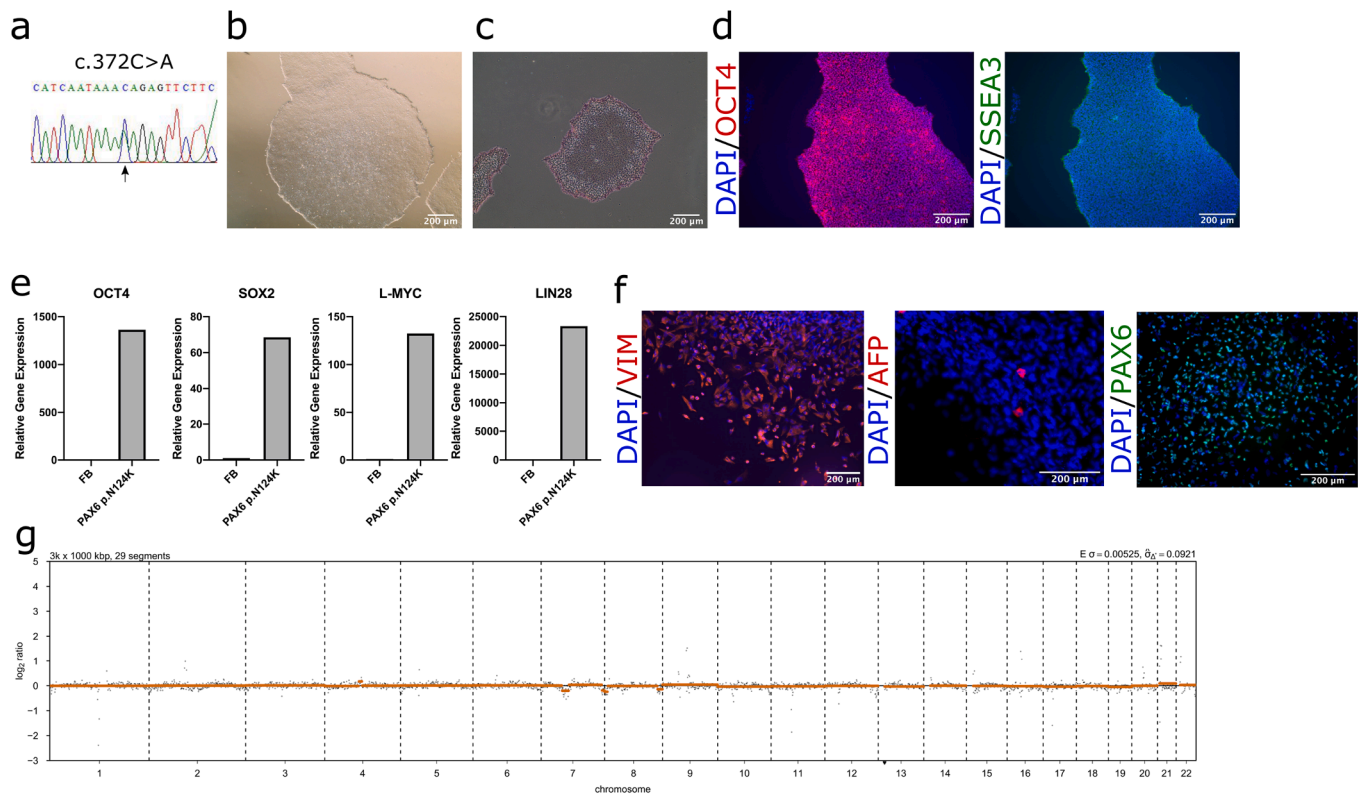 a
c.372C>A
CATCAATAAACAGAGTTCTTC
b
200 µm
c
200 µm
d
DAPI/OCT4
200 µm
DAPI/SSEA3
200 µm
e
OCT4
Relative Gene Expression
1500
1000
500
0
FB
PAX6 p.N124K
SOX2
Relative Gene Expression
80
60
40
20
0
FB
PAX6 p.N124K
L-MYC
Relative Gene Expression
150
100
50
0
FB
PAX6 p.N124K
LIN28
Relative Gene Expression
25000
20000
15000
10000
5000
0
FB
PAX6 p.N124K
f
DAPI/VIM
200 µm
DAPI/AFP
200 µm
DAPI/PAX6
200 µm
g
3k x 1000 kbp, 29 segments
E σ = 0.00525, σ̂Δ = 0.0921
log2 ratio
5
4
3
2
1
0
−1
−2
−3
1 2 3 4 5 6 7 8 9 10 11 12 13 14 15 16 17 18 19 20 21 22
chromosome